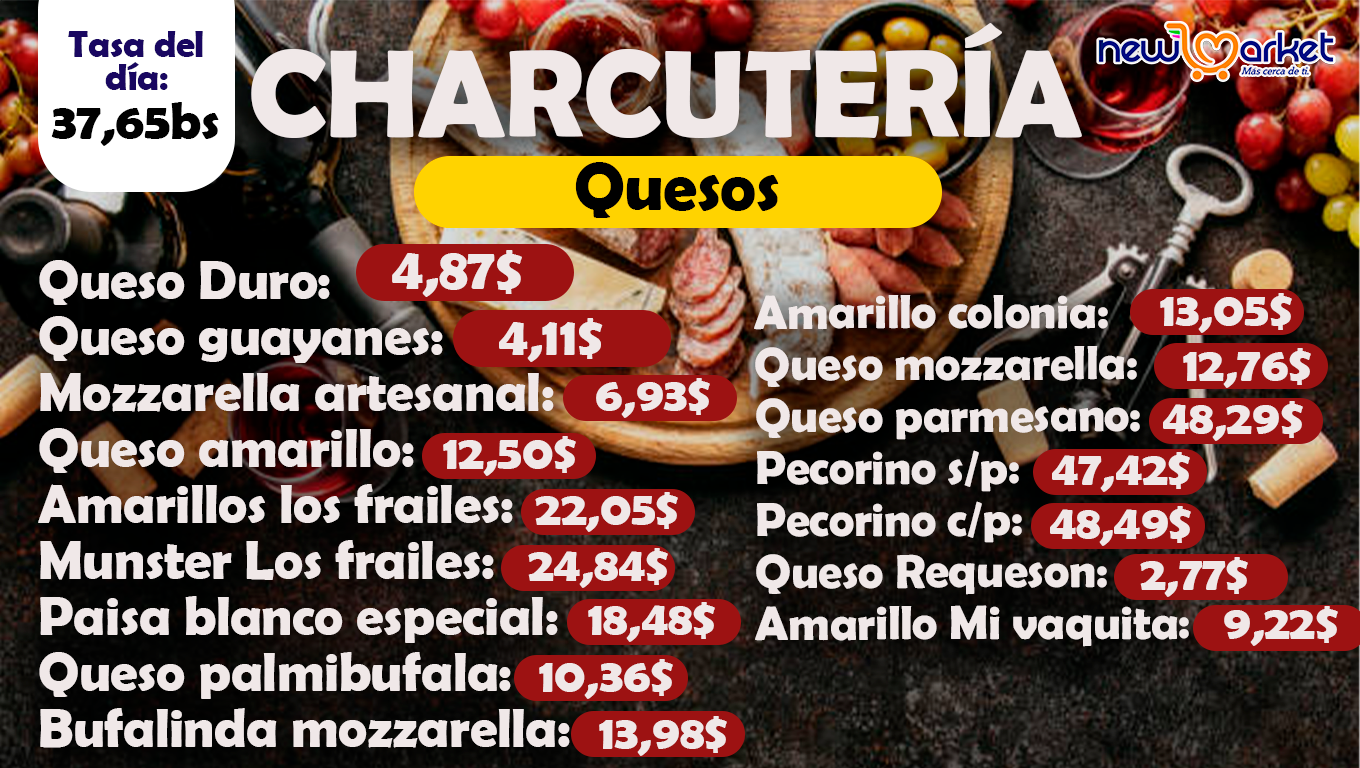 Tasa del
día:
37,65bs
CHARCUTERÍA
new market
Más cerca de ti.
Quesos
Queso Duro: 4,87$
Queso guayanes: 4,11$
Mozzarella artesanal: 6,93$
Queso amarillo: 12,50$
Amarillos los frailes: 22,05$
Munster Los frailes: 24,84$
Paisa blanco especial: 18,48$
Queso palmibufala: 10,36$
Bufalinda mozzarella: 13,98$
Amarillo colonia: 13,05$
Queso mozzarella: 12,76$
Queso parmesano: 48,29$
Pecorino s/p: 47,42$
Pecorino c/p: 48,49$
Queso Requeson: 2,77$
Amarillo Mi vaquita: 9,22$